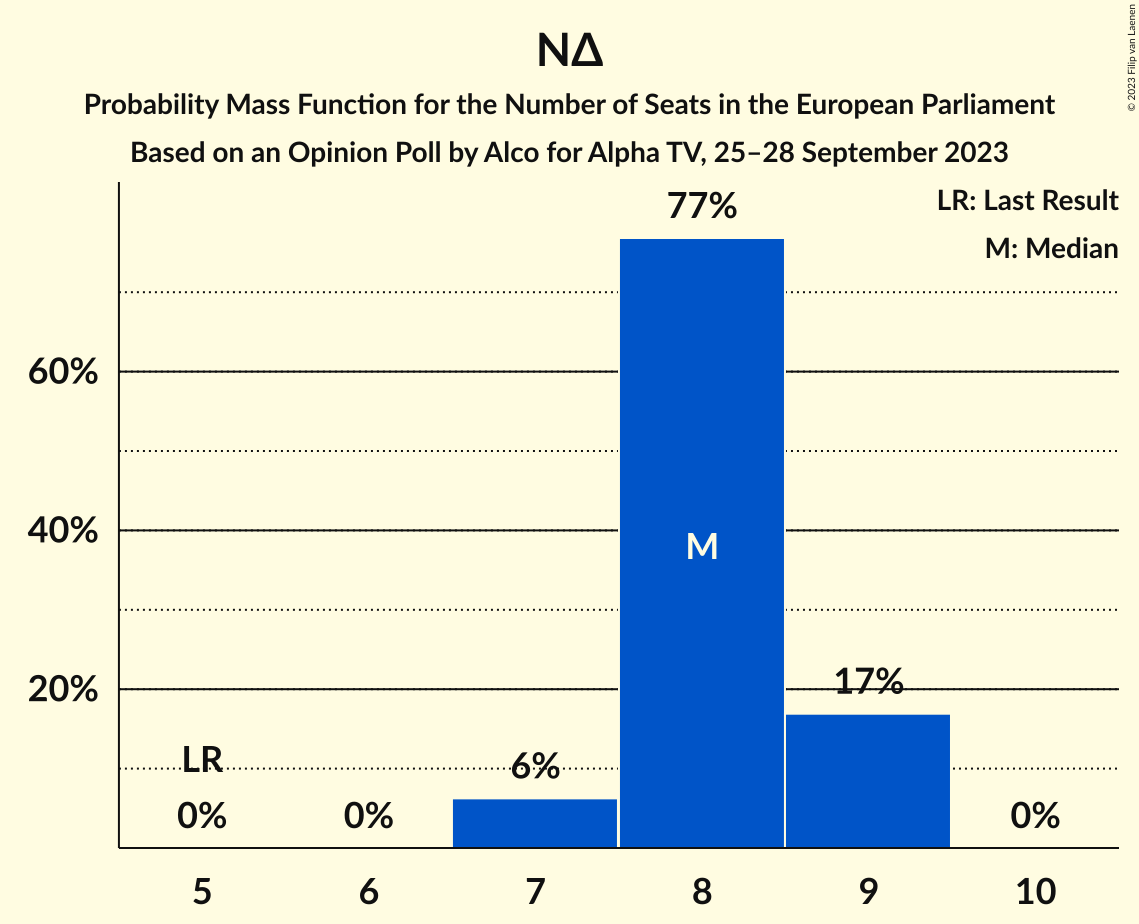 ΝΔ
Probability Mass Function for the Number of Seats in the European Parliament
Based on an Opinion Poll by Alco for Alpha TV, 25–28 September 2023
© 2023 Filip van Laenen
LR: Last Result
M: Median
77%
60%
40%
M
20%
17%
LR
6%
0%
0%
0%
5
6
7
8
9
10